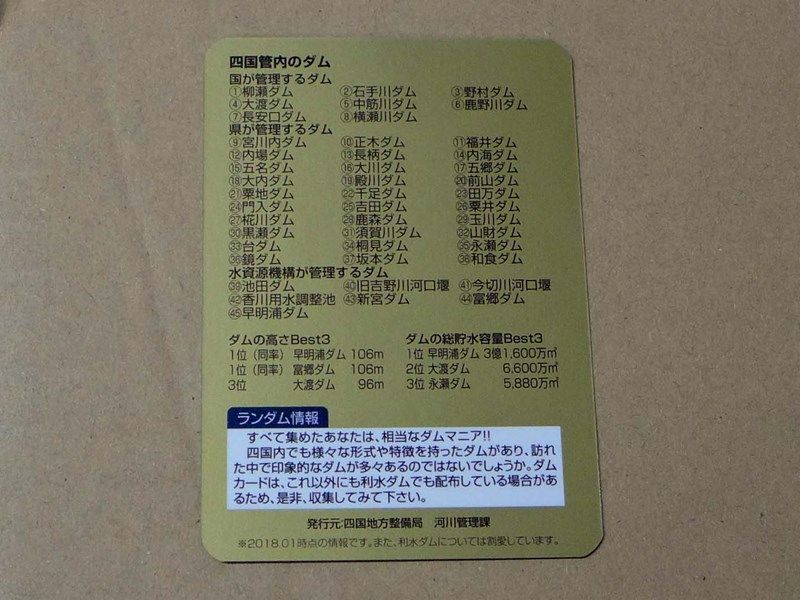 四国管内のダム
国が管理するダム
①柳瀬ダム ②石手川ダム ③野村ダム
④大渡ダム ⑤中筋川ダム ⑥鹿野川ダム
⑦長安口ダム ⑧横瀬川ダム
県が管理するダム
⑨宮川内ダム ⑩正木ダム ⑪福井ダム
⑫内場ダム ⑬長柄ダム ⑭内海ダム
⑮五名ダム ⑯大川ダム ⑰五郷ダム
⑱大内ダム ⑲殿川ダム ⑳前山ダム
㉑粟地ダム ㉒千足ダム ㉓田万ダム
㉔門入ダム ㉕吉田ダム ㉖粟井ダム
㉗椛川ダム ㉘鹿森ダム ㉙玉川ダム
㉚黒瀬ダム ㉛須賀川ダム ㉜山財ダム
㉝台ダム ㉞桐見ダム ㉟永瀬ダム
㊱鏡ダム ㊲坂本ダム ㊳和食ダム
水資源機構が管理するダム
㊴池田ダム ㊵旧吉野川河口堰 ㊶今切川河口堰
㊷香川用水調整池 ㊸新宮ダム ㊹富郷ダム
㊺早明浦ダム
ダムの高さBest3 ダムの総貯水容量Best3
1位（同率） 早明浦ダム 106m 1位 早明浦ダム 3億1,600万㎥
1位（同率） 富郷ダム 106m 2位 大渡ダム 6,600万㎥
3位 大渡ダム 96m 3位 永瀬ダム 5,880万㎥
ランダム情報
すべて集めたあなたは、相当なダムマニア!!
四国内でも様々な形式や特徴を持ったダムがあり、訪れ
た中で印象的なダムが多々あるのではないでしょうか。ダム
カードは、これ以外にも利水ダムでも配布している場合があ
るため、是非、収集してみて下さい。
発行元:四国地方整備局 河川管理課
※2018.01時点の情報です。また、利水ダムについては割愛しています。